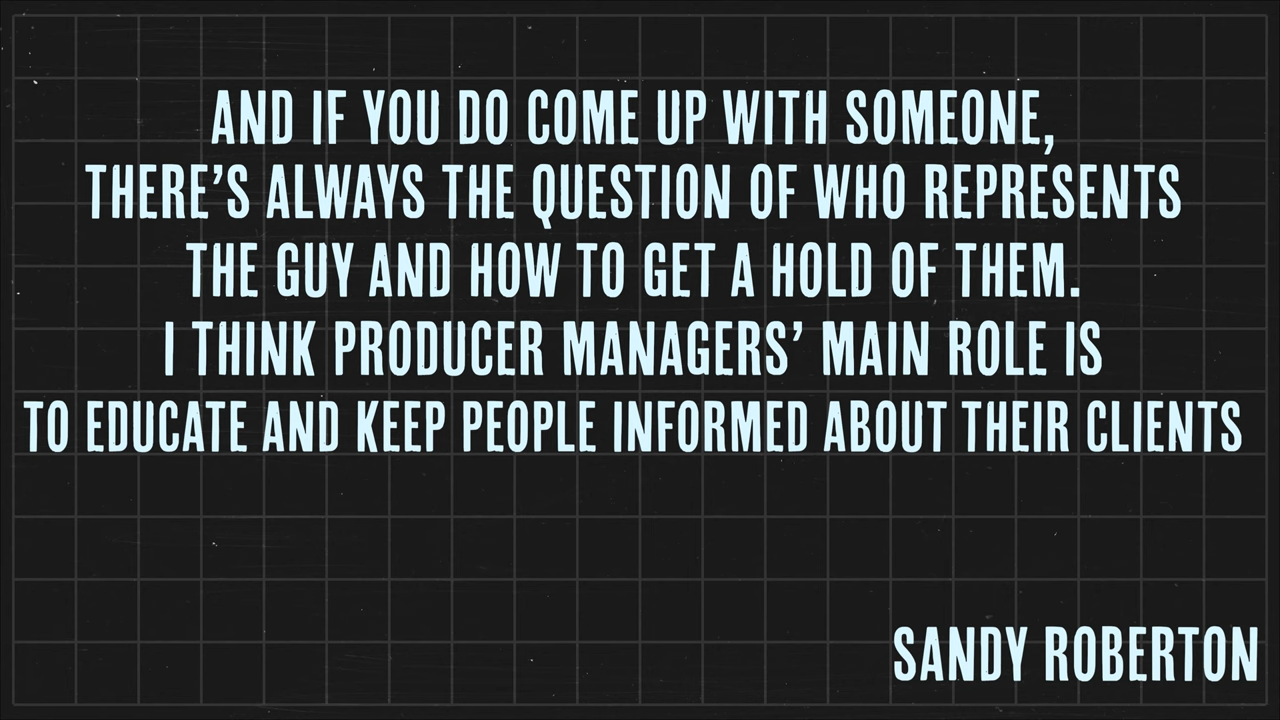 AND IF YOU DO COME UP WITH SOMEONE,
THERE'S ALWAYS THE QUESTION OF WHO REPRESENTS
THE GUY AND HOW TO GET A HOLD OF THEM.
I THINK PRODUCER MANAGERS' MAIN ROLE IS
TO EDUCATE AND KEEP PEOPLE INFORMED ABOUT THEIR CLIENTS
SANDY ROBERTON